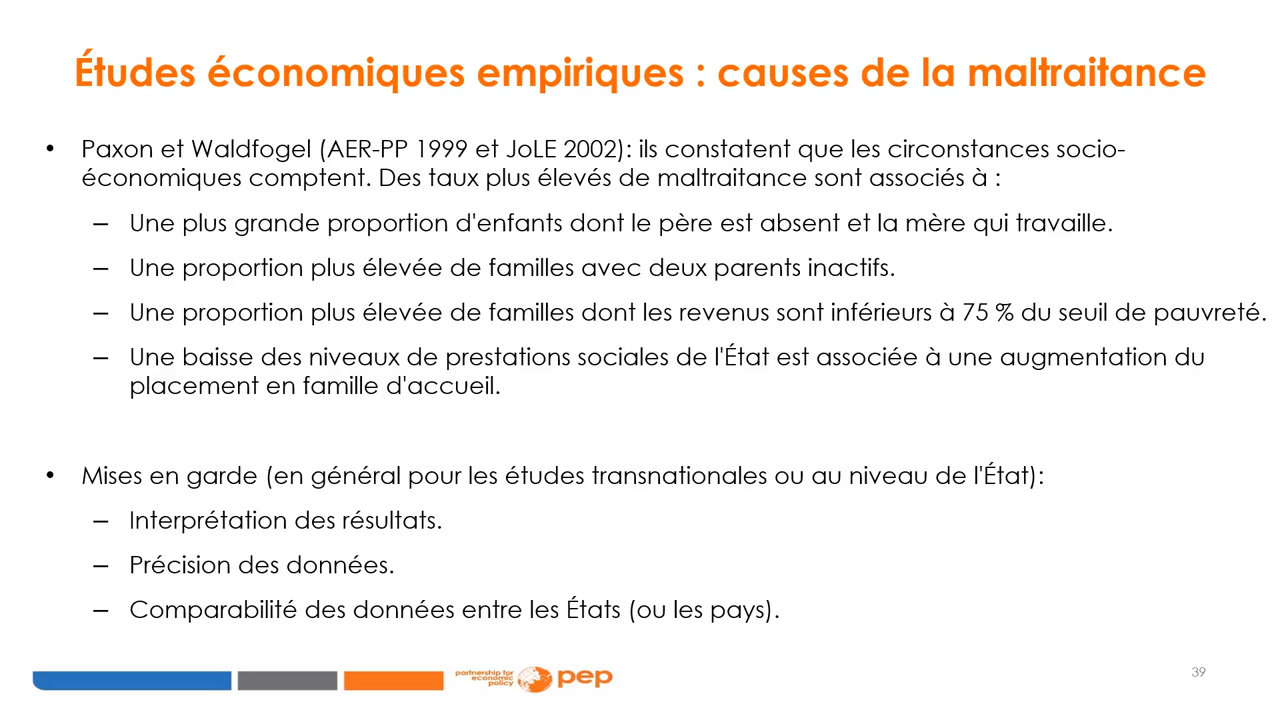 Études économiques empiriques : causes de la maltraitance
• Paxon et Waldfogel (AER-PP 1999 et JoLE 2002): ils constatent que les circonstances socio-
économiques comptent. Des taux plus élevés de maltraitance sont associés à :
– Une plus grande proportion d'enfants dont le père est absent et la mère qui travaille.
– Une proportion plus élevée de familles avec deux parents inactifs.
– Une proportion plus élevée de familles dont les revenus sont inférieurs à 75 % du seuil de pauvreté.
– Une baisse des niveaux de prestations sociales de l'État est associée à une augmentation du
placement en famille d'accueil.
• Mises en garde (en général pour les études transnationales ou au niveau de l'État):
– Interprétation des résultats.
– Précision des données.
– Comparabilité des données entre les États (ou les pays).
partnership for
economic
policy
pep
39